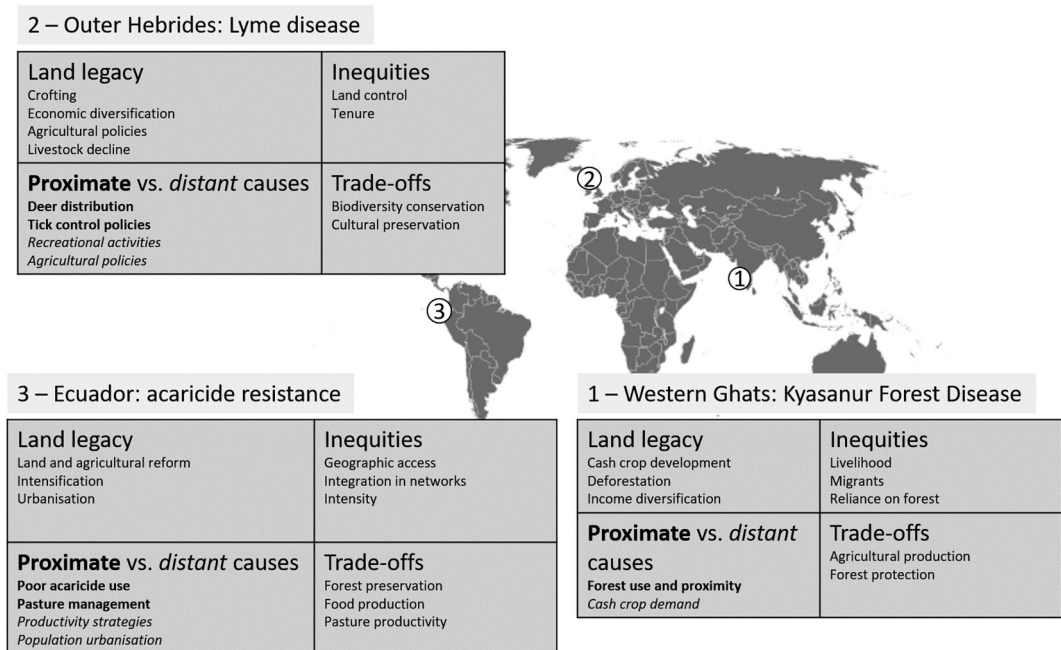 2 – Outer Hebrides: Lyme disease
Land legacy
Crofting
Economic diversification
Agricultural policies
Livestock decline
Inequities
Land control
Tenure
Proximate vs. distant causes
Deer distribution
Tick control policies
Recreational activities
Agricultural policies
Trade-offs
Biodiversity conservation
Cultural preservation
2
1
3
3 – Ecuador: acaricide resistance
Land legacy
Land and agricultural reform
Intensification
Urbanisation
Inequities
Geographic access
Integration in networks
Intensity
Proximate vs. distant causes
Poor acaricide use
Pasture management
Productivity strategies
Population urbanisation
Trade-offs
Forest preservation
Food production
Pasture productivity
1 – Western Ghats: Kyasanur Forest Disease
Land legacy
Cash crop development
Deforestation
Income diversification
Inequities
Livelihood
Migrants
Reliance on forest
Proximate vs. distant
causes
Forest use and proximity
Cash crop demand
Trade-offs
Agricultural production
Forest protection